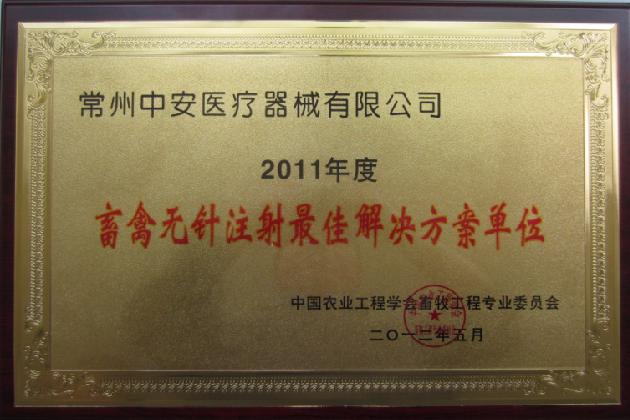 常州中安医疗器械有限公司
2011年度
畜禽无针注射最佳解决方案单位
中国农业工程学会畜牧工程专业委员会
二〇一二年五月